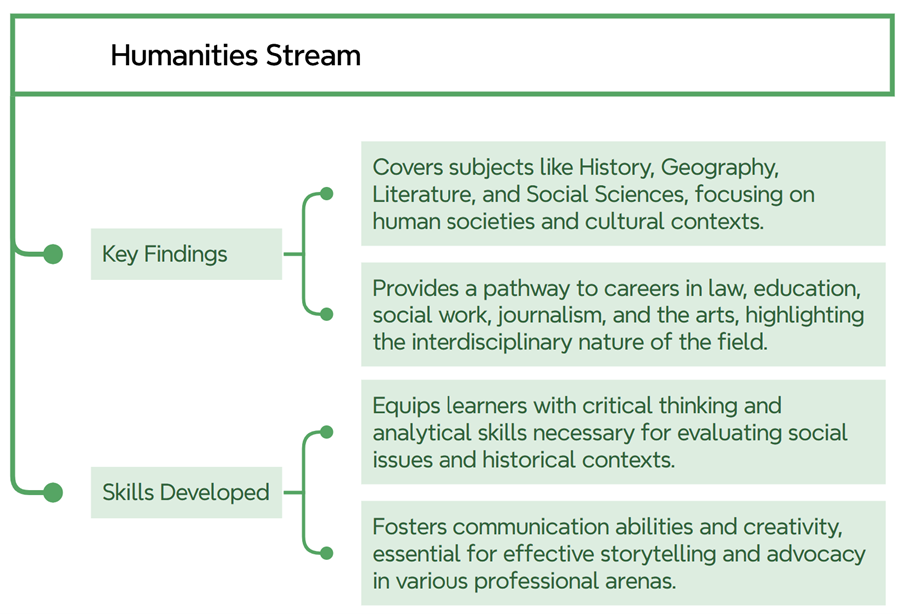 Humanities Stream
Key Findings
Covers subjects like History, Geography,
Literature, and Social Sciences, focusing on
human societies and cultural contexts.
Provides a pathway to careers in law, education,
social work, journalism, and the arts, highlighting
the interdisciplinary nature of the field.
Skills Developed
Equips learners with critical thinking and
analytical skills necessary for evaluating social
issues and historical contexts.
Fosters communication abilities and creativity,
essential for effective storytelling and advocacy
in various professional arenas.